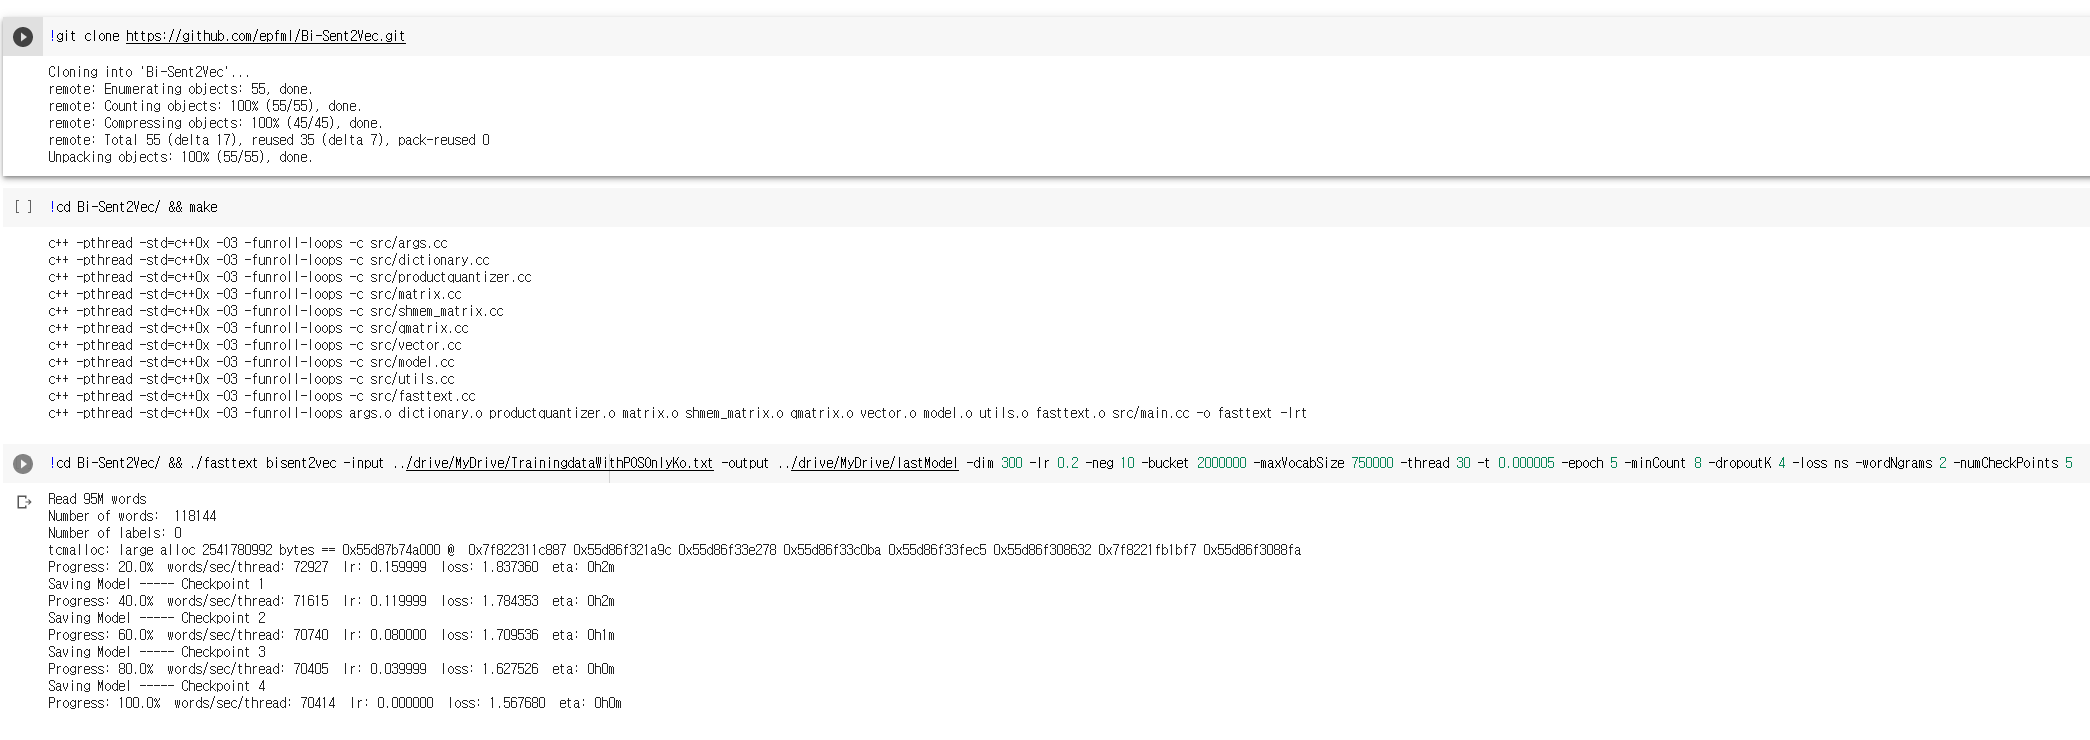 !git clone https://github.com/epfml/Bi-Sent2Vec.git
Cloning into 'Bi-Sent2Vec'...
remote: Enumerating objects: 55, done.
remote: Counting objects: 100% (55/55), done.
remote: Compressing objects: 100% (45/45), done.
remote: Total 55 (delta 17), reused 35 (delta 7), pack-reused 0
Unpacking objects: 100% (55/55), done.
[ ] !cd Bi-Sent2Vec/ && make
c++ -pthread -std=c++0x -O3 -funroll-loops -c src/args.cc
c++ -pthread -std=c++0x -O3 -funroll-loops -c src/dictionary.cc
c++ -pthread -std=c++0x -O3 -funroll-loops -c src/productquantizer.cc
c++ -pthread -std=c++0x -O3 -funroll-loops -c src/matrix.cc
c++ -pthread -std=c++0x -O3 -funroll-loops -c src/shmem_matrix.cc
c++ -pthread -std=c++0x -O3 -funroll-loops -c src/qmatrix.cc
c++ -pthread -std=c++0x -O3 -funroll-loops -c src/vector.cc
c++ -pthread -std=c++0x -O3 -funroll-loops -c src/model.cc
c++ -pthread -std=c++0x -O3 -funroll-loops -c src/utils.cc
c++ -pthread -std=c++0x -O3 -funroll-loops -c src/fasttext.cc
c++ -pthread -std=c++0x -O3 -funroll-loops args.o dictionary.o productquantizer.o matrix.o shmem_matrix.o qmatrix.o vector.o model.o utils.o fasttext.o src/main.cc -o fasttext -lrt
!cd Bi-Sent2Vec/ && ./fasttext bisent2vec -input ../drive/MyDrive/TrainingdataWithPOSOnlyKo.txt -output ../drive/MyDrive/lastModel -dim 300 -lr 0.2 -neg 10 -bucket 2000000 -maxVocabSize 750000 -thread 30 -t 0.000005 -epoch 5 -minCount 8 -dropoutK 4 -loss ns -wordNgrams 2 -numCheckPoints 5
Read 95M words
Number of words:  118144
Number of labels: 0
tcmalloc: large alloc 2541780992 bytes == 0x55d87b74a000 @  0x7f822311c887 0x55d86f321a9c 0x55d86f33e278 0x55d86f33c0ba 0x55d86f33fec5 0x55d86f308632 0x7f8221fb1bf7 0x55d86f3088fa
Progress: 20.0%  words/sec/thread: 72927  lr: 0.159999  loss: 1.837360  eta: 0h2m
Saving Model ----- Checkpoint 1
Progress: 40.0%  words/sec/thread: 71615  lr: 0.119999  loss: 1.784353  eta: 0h2m
Saving Model ----- Checkpoint 2
Progress: 60.0%  words/sec/thread: 70740  lr: 0.080000  loss: 1.709536  eta: 0h1m
Saving Model ----- Checkpoint 3
Progress: 80.0%  words/sec/thread: 70405  lr: 0.039999  loss: 1.627526  eta: 0h0m
Saving Model ----- Checkpoint 4
Progress: 100.0%  words/sec/thread: 70414  lr: 0.000000  loss: 1.567680  eta: 0h0m